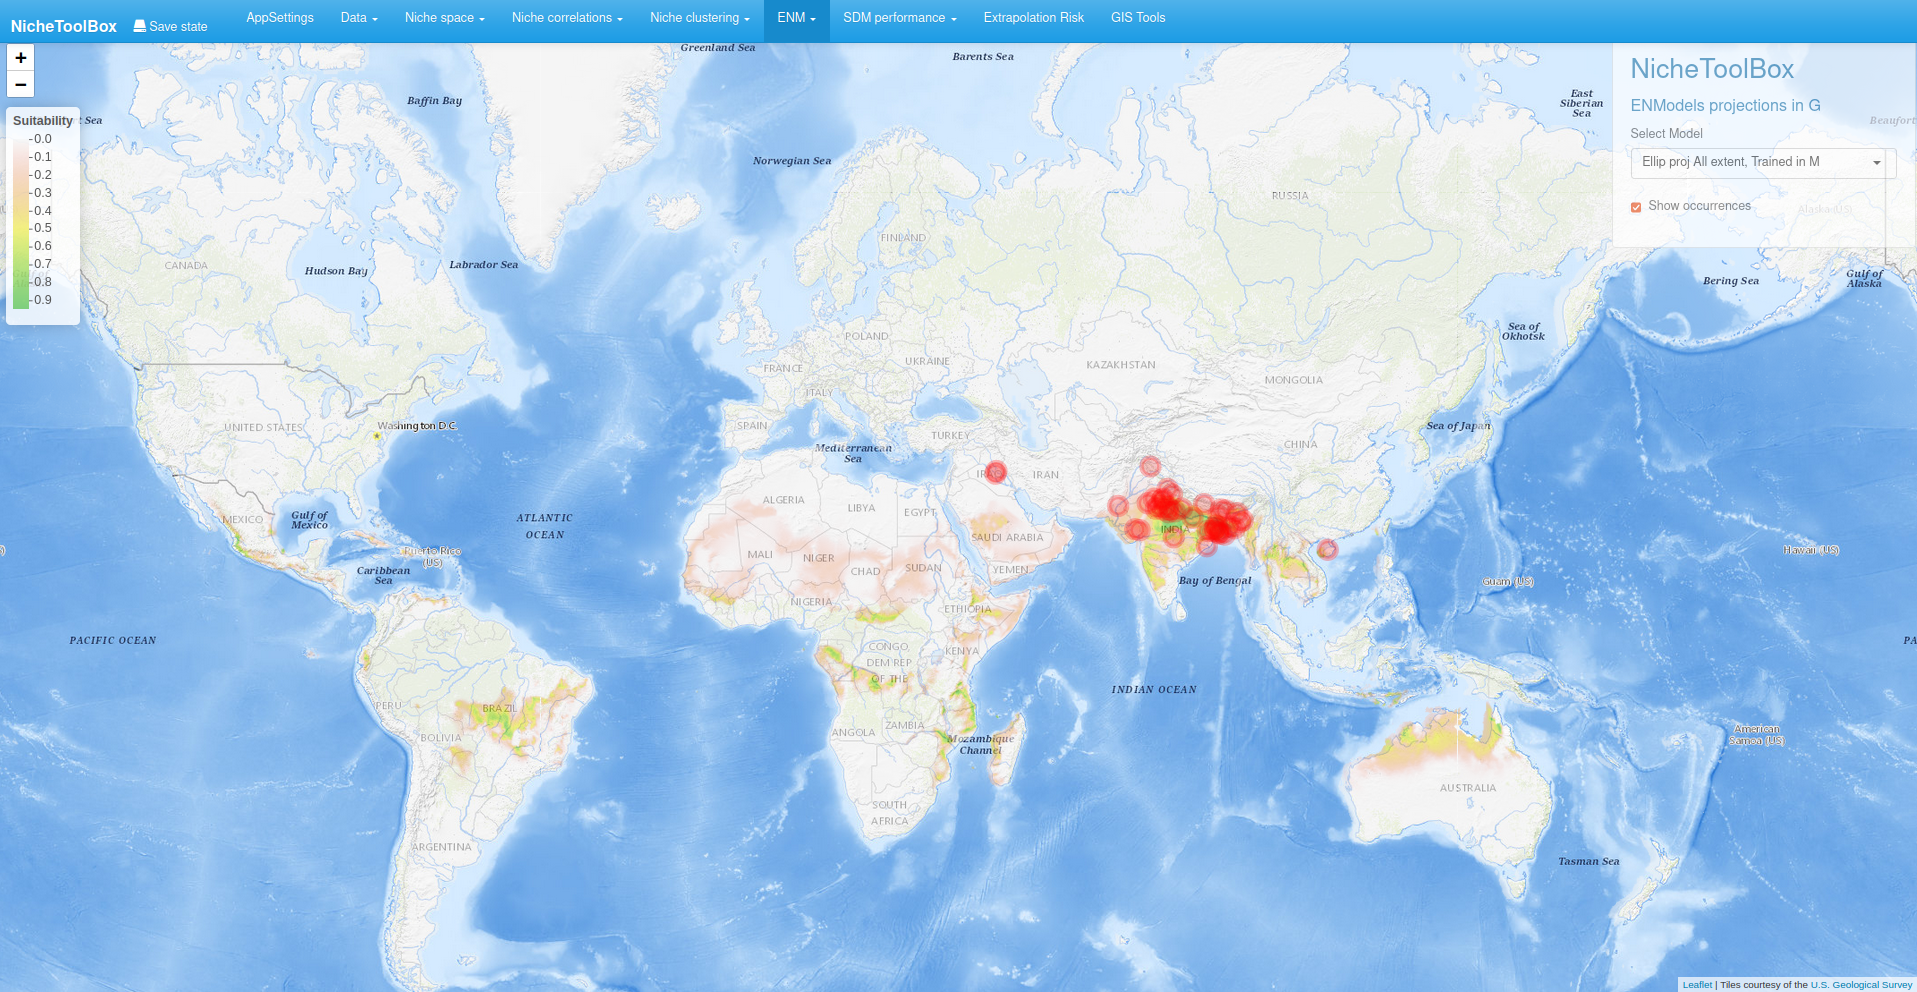 NicheToolBox
Save state
AppSettings
Data
Niche space
Niche correlations
Niche clustering
ENM
SDM performance
Extrapolation Risk
GIS Tools
+
−
Suitability
0.0
0.1
0.2
0.3
0.4
0.5
0.6
0.7
0.8
0.9
NicheToolBox
ENModels projections in G
Select Model
Ellip proj All extent, Trained in M
Show occurrences
Greenland Sea
Barents Sea
Baffin Bay
East
Siberian
Sea
Beaufort
t Sea
Norwegian Sea
RUSSIA
Alaska (US)
FINLAND
CANADA
Hudson Bay
Labrador Sea
Bering Sea
Gulf of
Alaska
Sea of
Okhotsk
POLAND
UKRAINE
FRANCE
KAZAKHSTAN
MONGOLIA
ITALY
UNITED STATES
Washington D.C.
SPAIN
TURKEY
Sea of Japan
CHINA
Mediterranean
Sea
IRAN
ALGERIA
LIBYA
EGYPT
MEXICO
Gulf of
Mexico
ATLANTIC
OCEAN
SAUDI ARABIA
INDIA
Puerto Rico
(US)
Hawaii (US)
MALI
NIGER
CHAD
SUDAN
YEMEN
Caribbean
Sea
Bay of Bengal
Guam (US)
NIGERIA
ETHIOPIA
PACIFIC OCEAN
PA
CONGO
DEM REP
OF THE
KENYA
INDIAN OCEAN
PERU
BRAZIL
ANGOLA
ZAMBIA
BOLIVIA
Mozambique
Channel
American
Samoa (US)
AUSTRALIA
SOUTH
AFRICA
ARGENTINA
Tasman Sea
Leaflet | Tiles courtesy of the U.S. Geological Survey